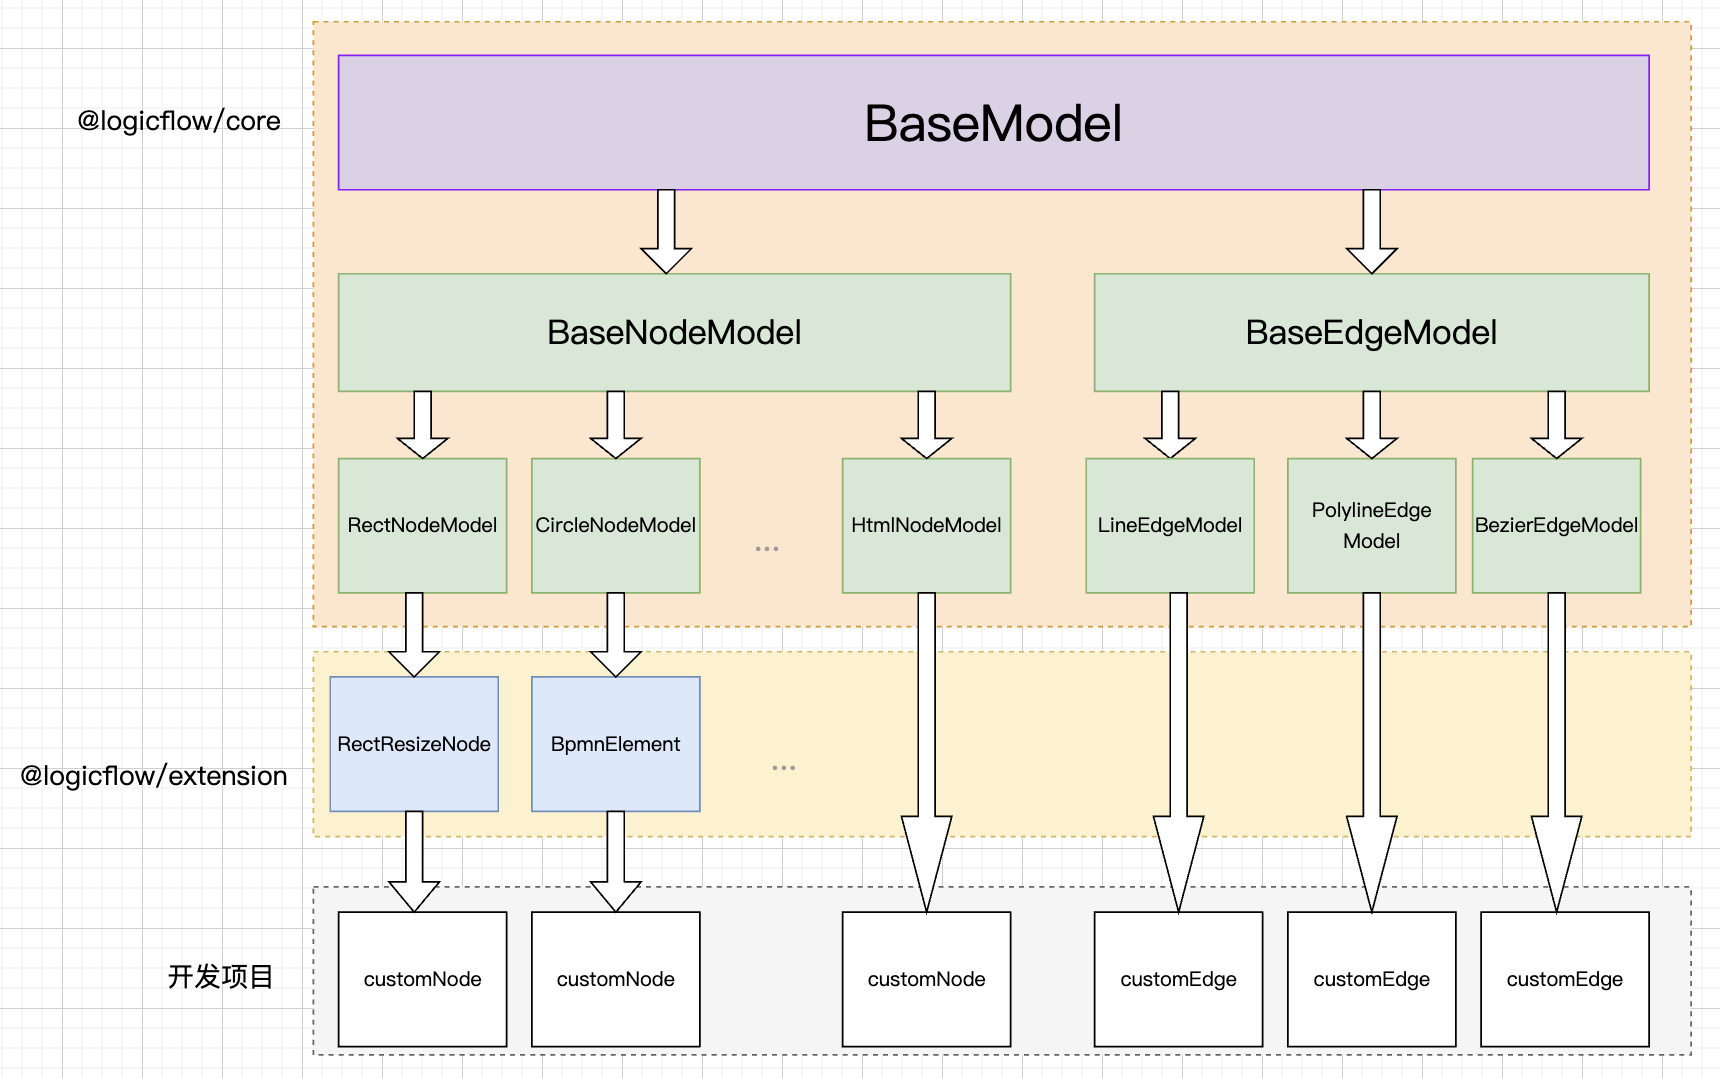 @logicflow/core
BaseModel
BaseNodeModel
BaseEdgeModel
RectNodeModel
CircleNodeModel
...
HtmlNodeModel
LineEdgeModel
PolylineEdge
Model
BezierEdgeModel
@logicflow/extension
RectResizeNode
BpmnElement
...
开发项目
customNode
customNode
customNode
customEdge
customEdge
customEdge